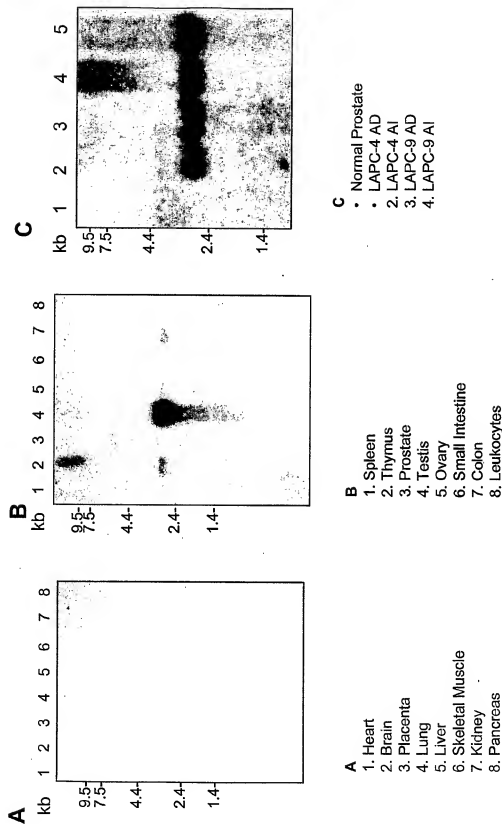 A
kb 1 2 3 4 5 6 7 8
9.5-
7.5-
4.4-
2.4-
1.4-
A
1. Heart
2. Brain
3. Placenta
4. Lung
5. Liver
6. Skeletal Muscle
7. Kidney
8. Pancreas
B
kb 1 2 3 4 5 6 7 8
9.5-
7.5-
4.4-
2.4-
1.4-
B
1. Spleen
2. Thymus
3. Prostate
4. Testis
5. Ovary
6. Small Intestine
7. Colon
8. Leukocytes
C
kb 1 2 3 4 5
9.5-
7.5-
4.4-
2.4-
1.4-
C
• Normal Prostate
• LAPC-4 AD
2. LAPC-4 AI
3. LAPC-9 AD
4. LAPC-9 AI